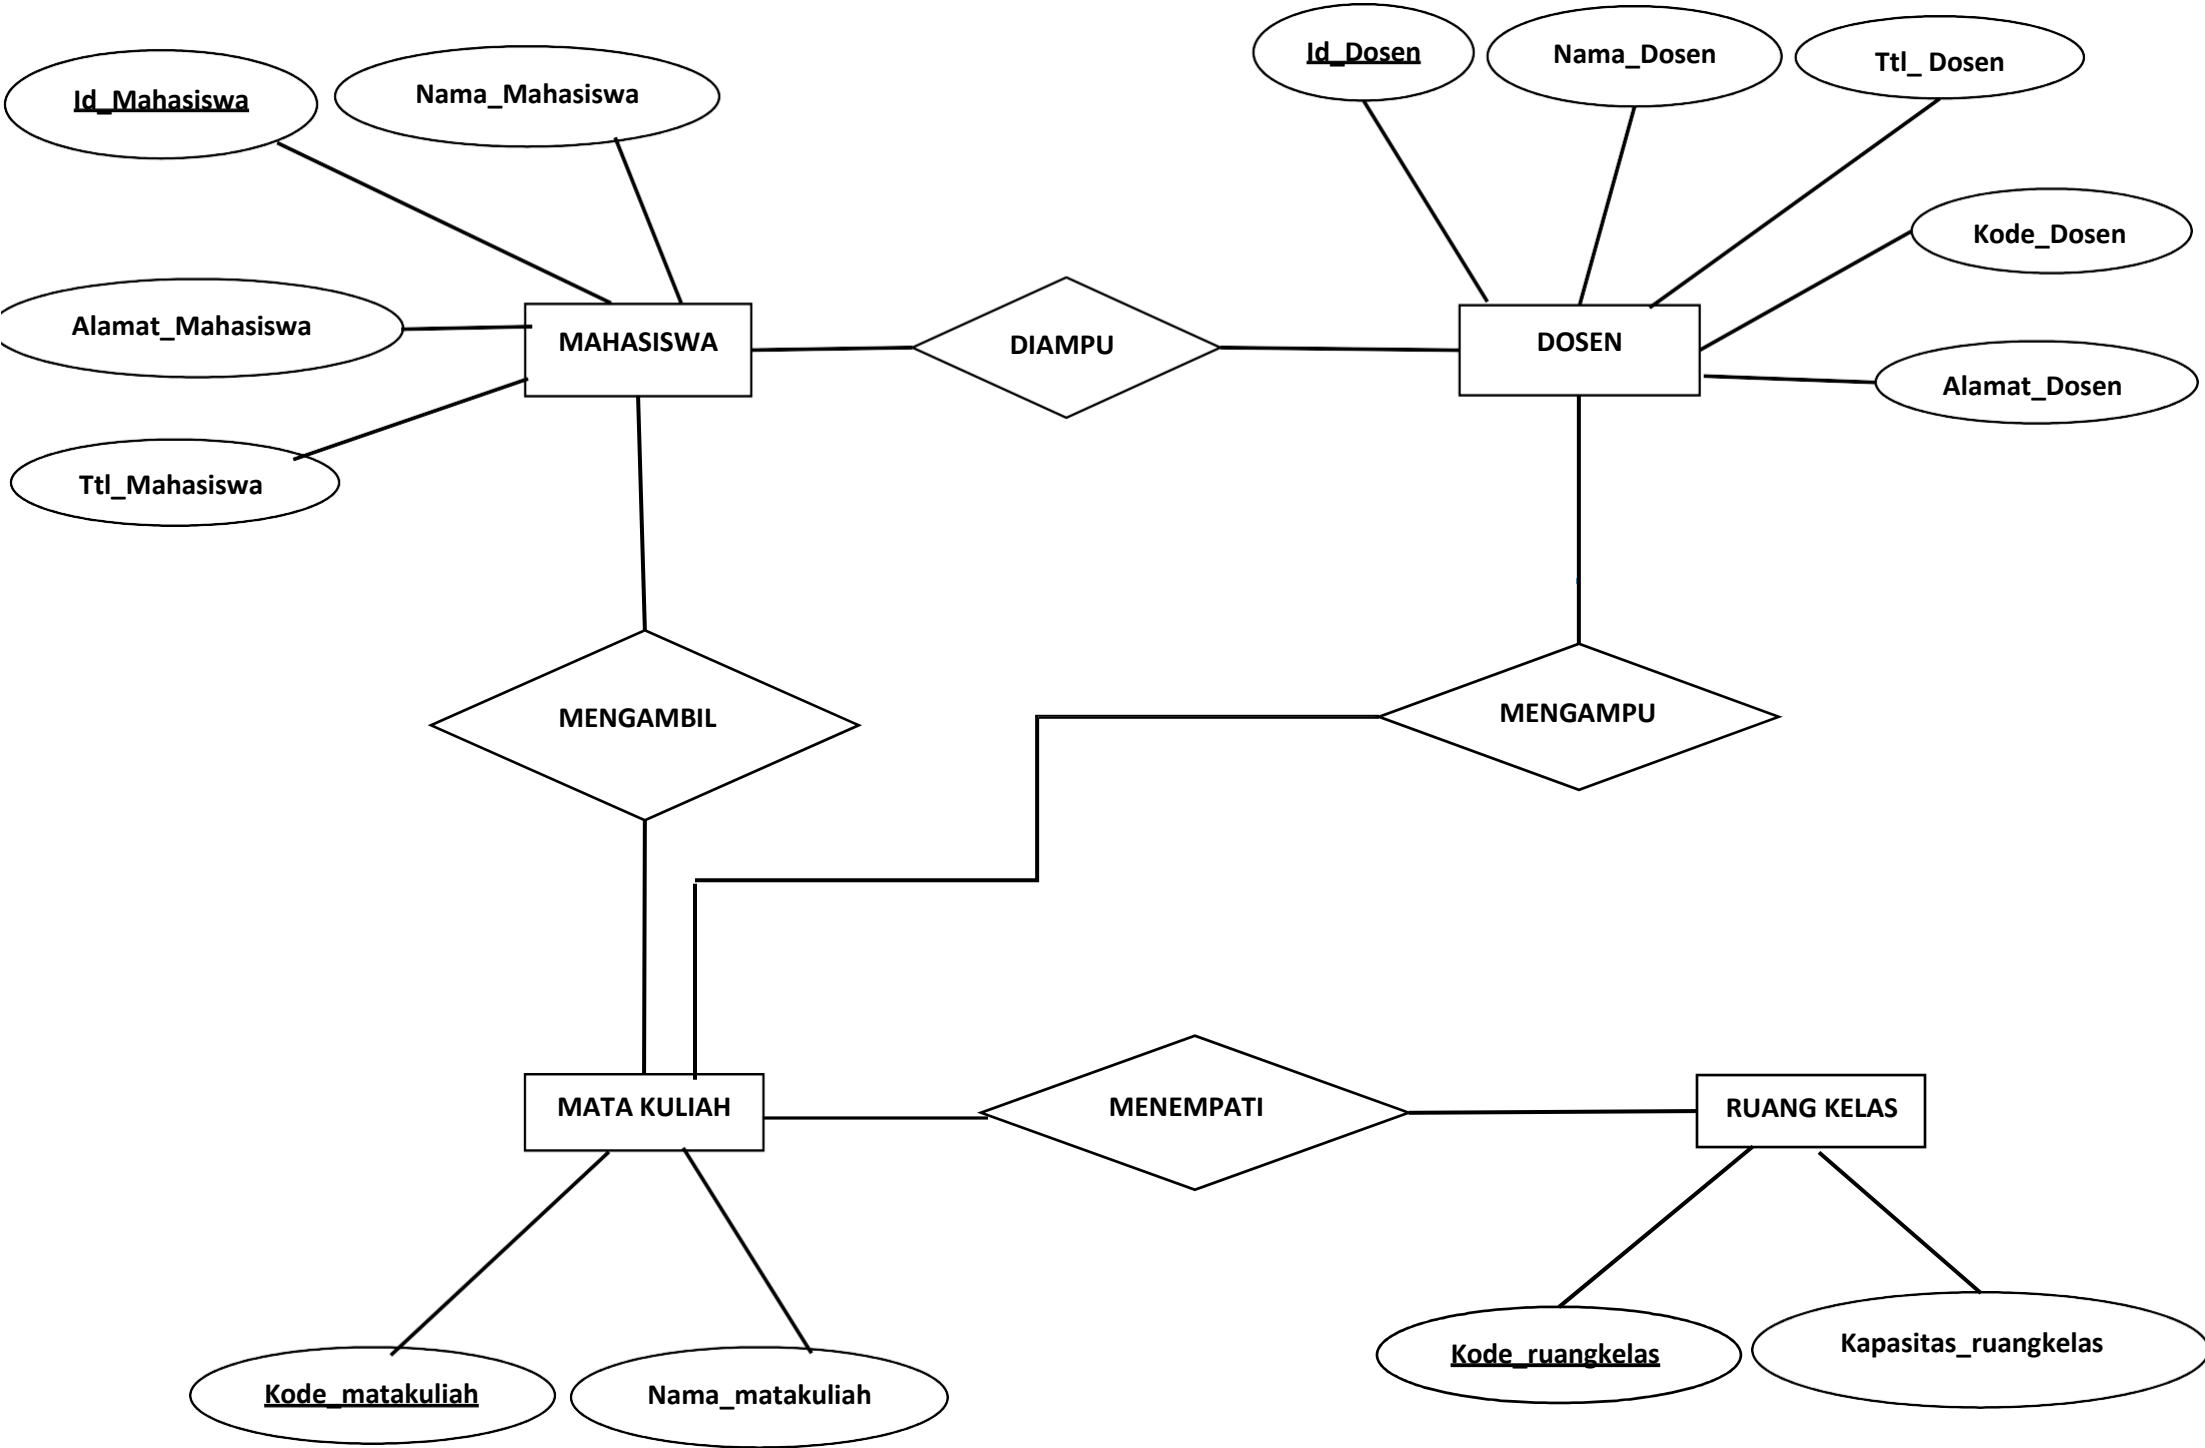 Id_Mahasiswa
Nama_Mahasiswa
Id_Dosen
Nama_Dosen
Ttl_ Dosen
Kode_Dosen
Alamat_Mahasiswa
MAHASISWA
DIAMPU
DOSEN
Alamat_Dosen
Ttl_Mahasiswa
MENGAMBIL
MENGAMPU
MATA KULIAH
MENEMPATI
RUANG KELAS
Kode_matakuliah
Nama_matakuliah
Kode_ruangkelas
Kapasitas_ruangkelas